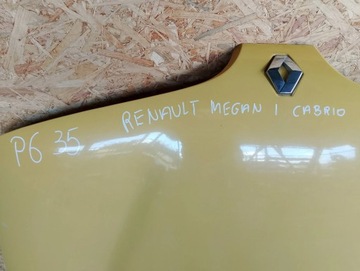 RENAULT MEGAN I CABRIO
P6 35